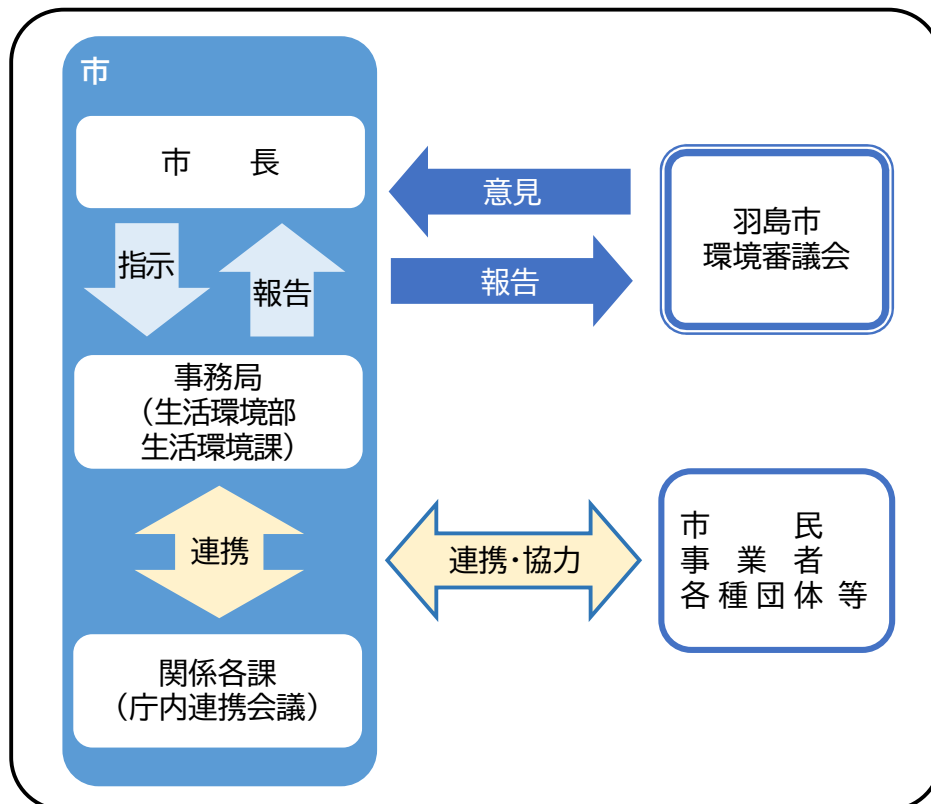 市
市　　長
指示
報告
事務局
（生活環境部
生活環境課）
連携
関係各課
（庁内連携会議）
意見
報告
羽島市
環境審議会
連携・協力
市　　　民
事　業　者
各種団体 等